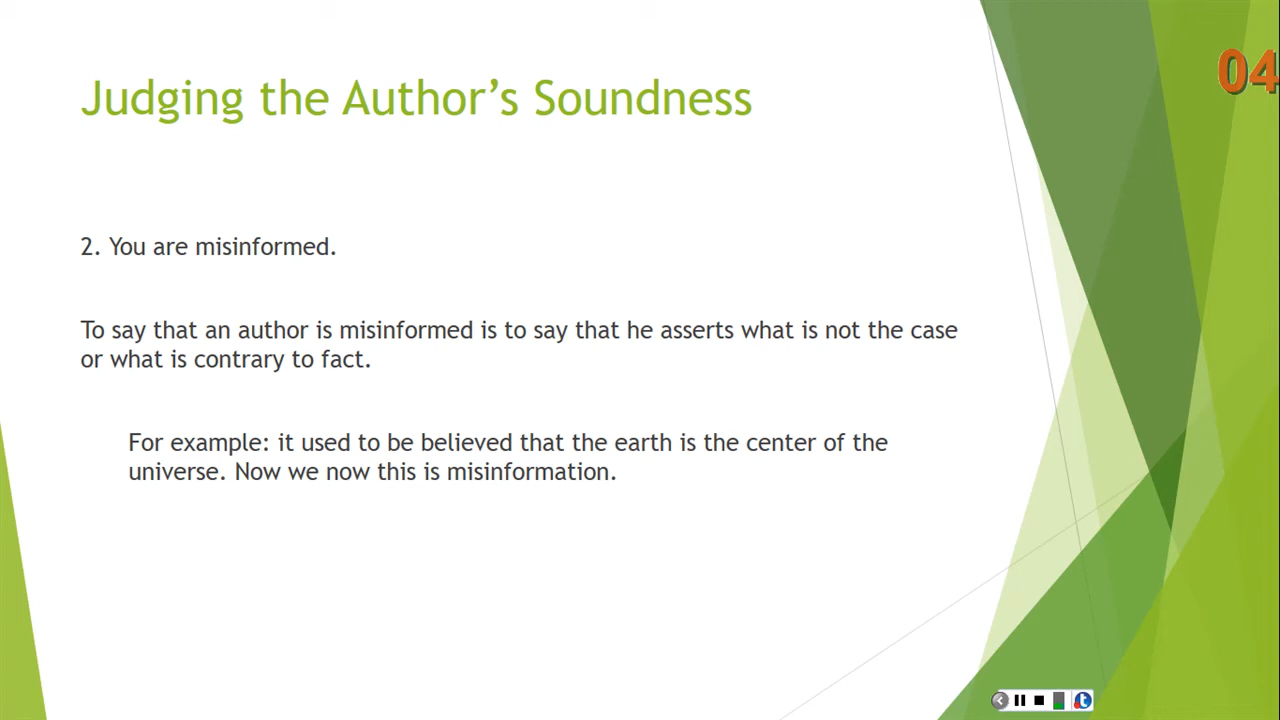 Judging the Author’s Soundness
04
2. You are misinformed.
To say that an author is misinformed is to say that he asserts what is not the case
or what is contrary to fact.
For example: it used to be believed that the earth is the center of the
universe. Now we now this is misinformation.
t